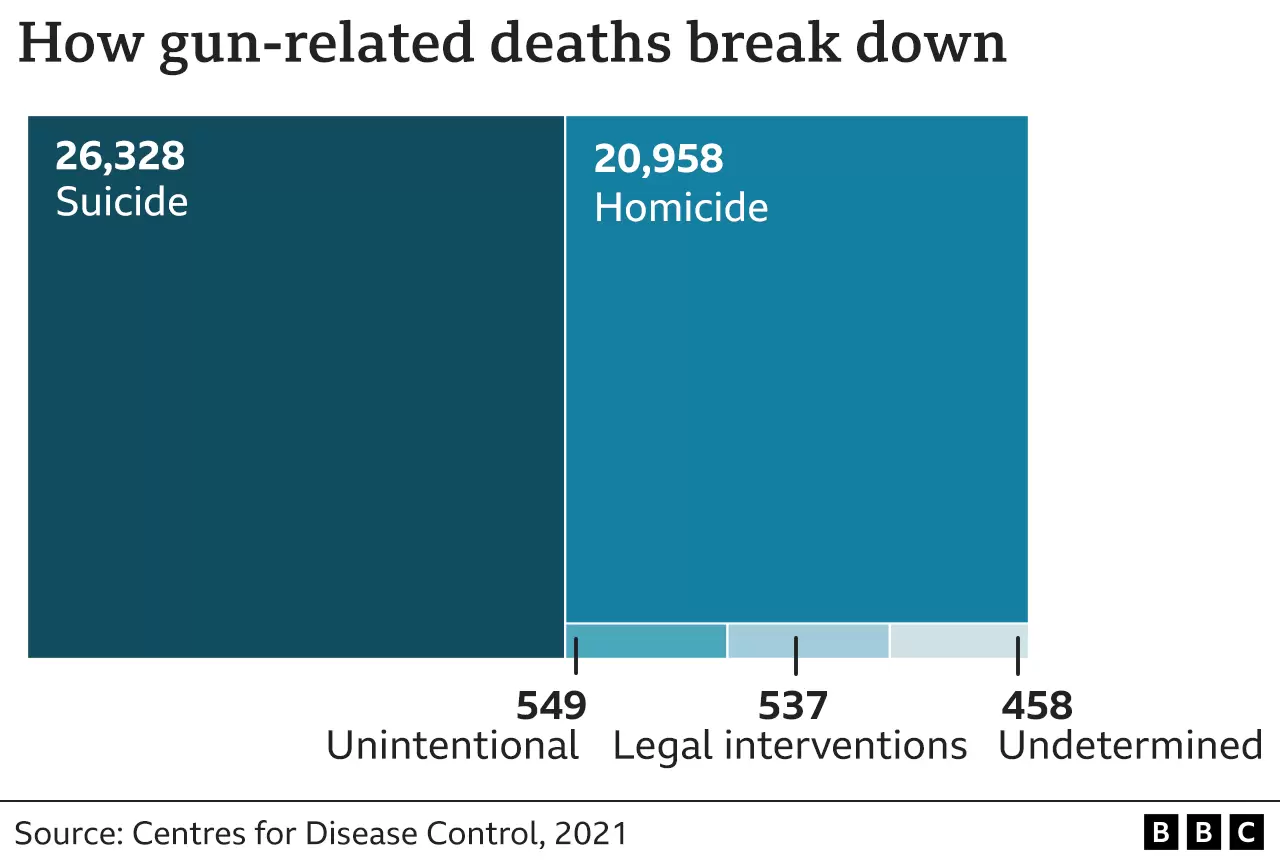 How gun-related deaths break down
26,328
Suicide
20,958
Homicide
549
Unintentional
537
Legal interventions
458
Undetermined
Source: Centres for Disease Control, 2021
BBC